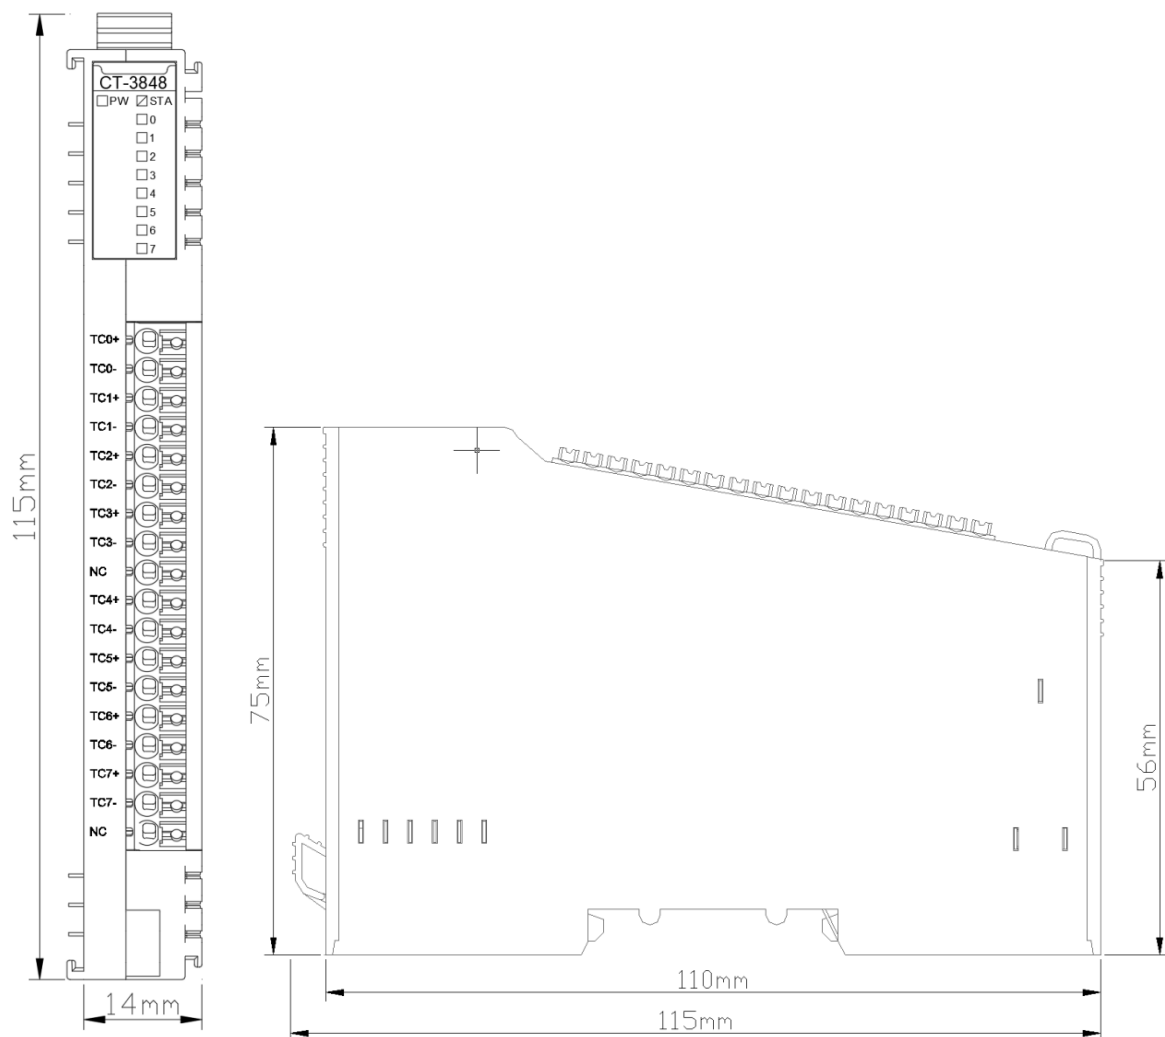 CT-3848
PW STA
0
1
2
3
4
5
6
7
TC0+
TC0-
TC1+
TC1-
TC2+
TC2-
TC3+
TC3-
NC
TC4+
TC4-
TC5+
TC5-
TC6+
TC6-
TC7+
TC7-
NC
115mm
14mm
75mm
56mm
110mm
115mm